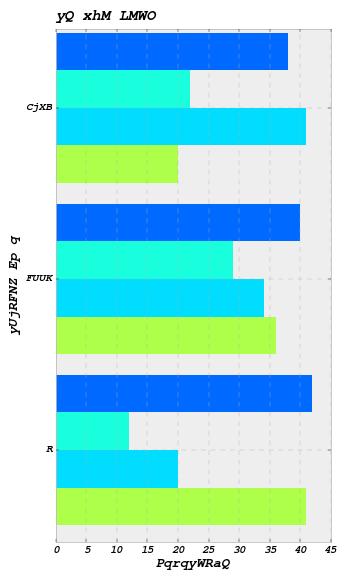 yQ xhM LMWO
CjXB
FUUK
R
yUjRFNZ Ep q
0 5 10 15 20 25 30 35 40 45
PqrqyWRaQ